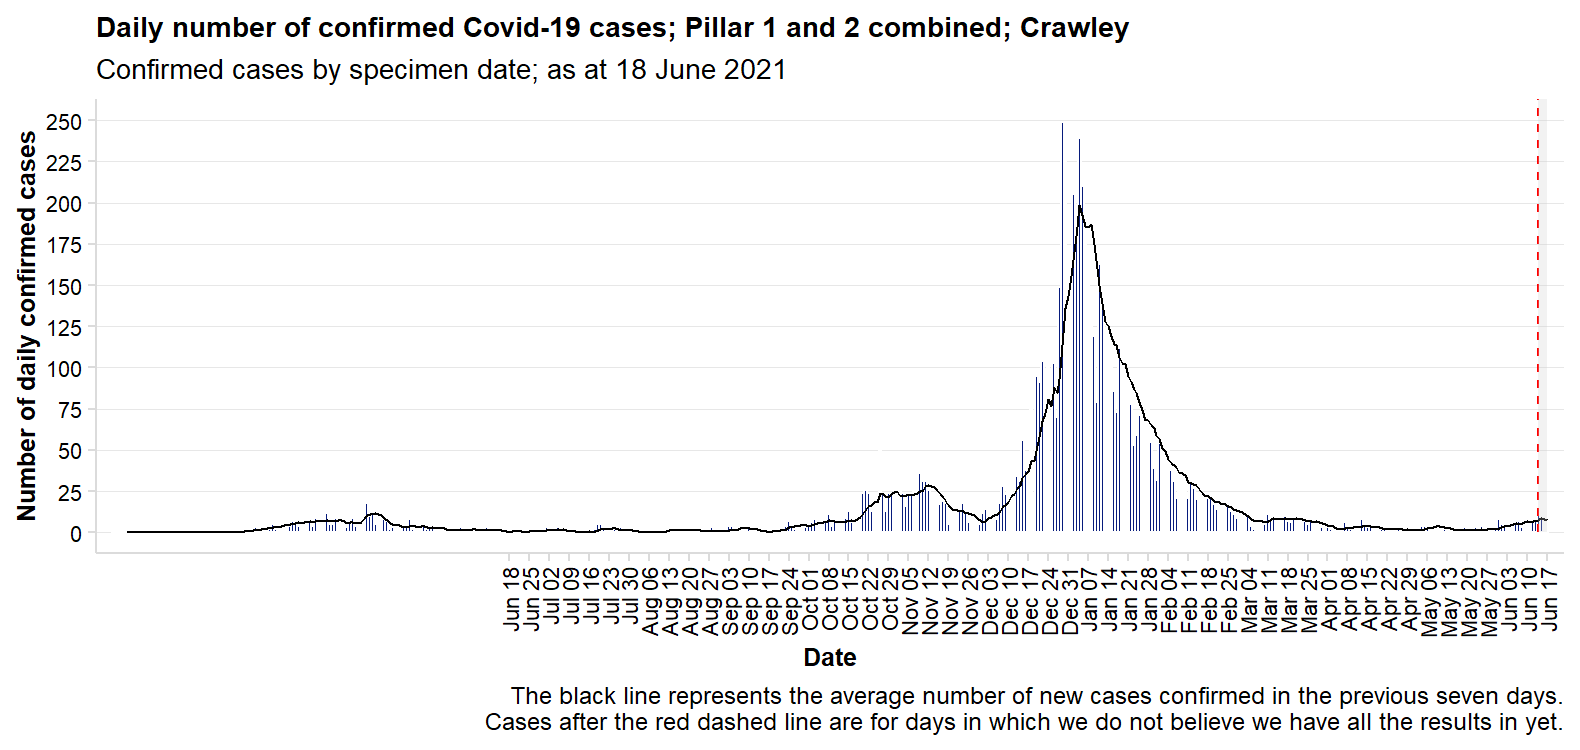 Daily number of confirmed Covid-19 cases; Pillar 1 and 2 combined; Crawley
Confirmed cases by specimen date; as at 18 June 2021
Number of daily confirmed cases
250
225
200
175
150
125
100
75
50
25
0
Jun 18
Jun 25
Jul 02
Jul 09
Jul 16
Jul 23
Jul 30
Aug 06
Aug 13
Aug 20
Aug 27
Sep 03
Sep 10
Sep 17
Sep 24
Oct 01
Oct 08
Oct 15
Oct 22
Oct 29
Nov 05
Nov 12
Nov 19
Nov 26
Dec 03
Dec 10
Dec 17
Dec 24
Dec 31
Jan 07
Jan 14
Jan 21
Jan 28
Feb 04
Feb 11
Feb 18
Feb 25
Mar 04
Mar 11
Mar 18
Mar 25
Apr 01
Apr 08
Apr 15
Apr 22
Apr 29
May 06
May 13
May 20
May 27
Jun 03
Jun 10
Jun 17
Date
The black line represents the average number of new cases confirmed in the previous seven days.
Cases after the red dashed line are for days in which we do not believe we have all the results in yet.